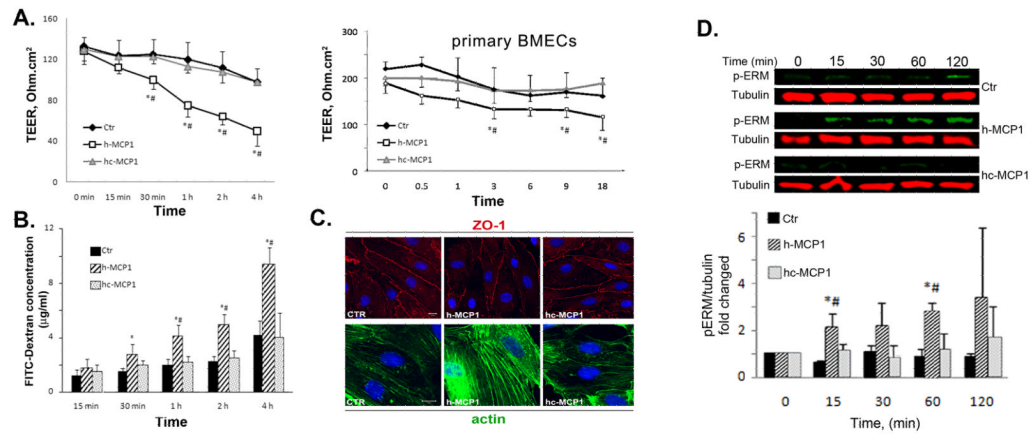 A.
TEER, Ohm.cm²
160
120
80
40
0
Ctr
h-MCP1
hc-MCP1
*#
*#
*#
*#
0 min 15 min 30 min 1 h 2 h 4 h
Time
primary BMECs
TEER, Ohm.cm²
300
200
100
0
Ctr
h-MCP1
hc-MCP1
*#
*#
*#
0 0.5 1 3 6 9 18
Time
B.
FITC-Dextran concentration
(µg/ml)
12
10
8
6
4
2
0
Ctr
h-MCP1
hc-MCP1
*
*#
*#
*#
15 min 30 min 1 h 2 h 4 h
Time
C.
ZO-1
CTR h-MCP1 hc-MCP1
CTR h-MCP1 hc-MCP1
actin
D.
Time (min) 0 15 30 60 120
p-ERM
Tubulin
Ctr
p-ERM
Tubulin
h-MCP1
p-ERM
Tubulin
hc-MCP1
pERM/tubulin
fold changed
6
4
2
0
Ctr
h-MCP1
hc-MCP1
*#
*#
0 15 30 60 120
Time, (min)